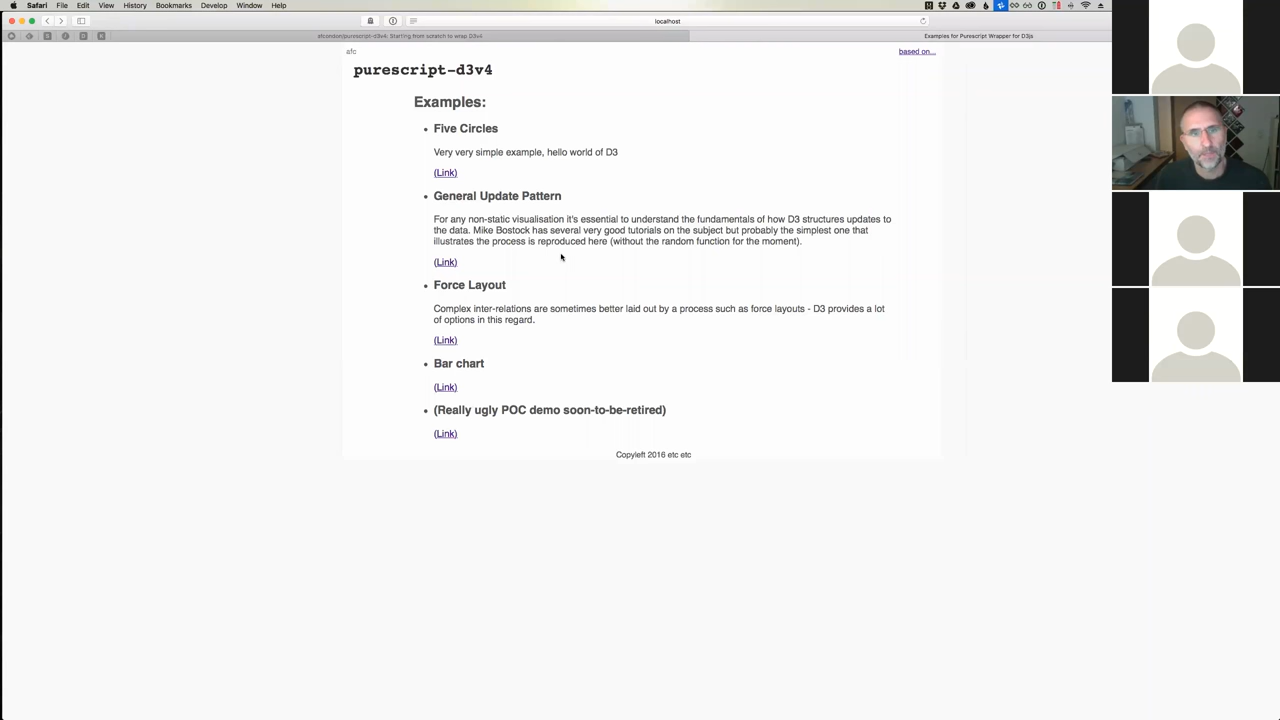 Safari File Edit View History Bookmarks Develop Window Help
localhost
afcondon/purescript-d3v4: Starting from scratch to wrap D3v4
Examples for Purescript Wrapper for D3js
afc
based on...
purescript-d3v4
Examples:
• Five Circles
Very very simple example, hello world of D3
(Link)
• General Update Pattern
For any non-static visualisation it's essential to understand the fundamentals of how D3 structures updates to
the data. Mike Bostock has several very good tutorials on the subject but probably the simplest one that
illustrates the process is reproduced here (without the random function for the moment).
(Link)
• Force Layout
Complex inter-relations are sometimes better laid out by a process such as force layouts - D3 provides a lot
of options in this regard.
(Link)
• Bar chart
(Link)
• (Really ugly POC demo soon-to-be-retired)
(Link)
Copyleft 2016 etc etc